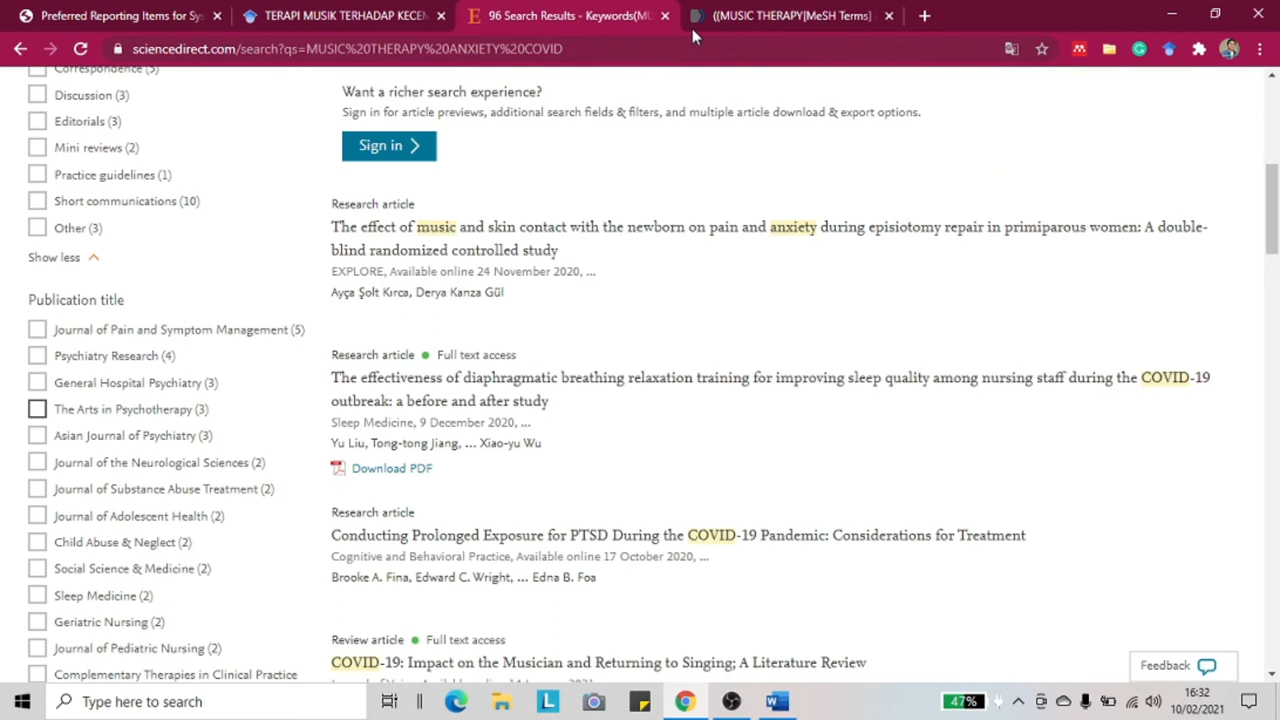 Preferred Reporting Items for Sys
TERAPI MUSIK TERHADAP KECEM
96 Search Results - Keywords(MU
((MUSIC THERAPY[MeSH Terms]
sciencedirect.com/search?qs=MUSIC%20THERAPY%20ANXIETY%20COVID
Correspondence (5)
Discussion (3)
Editorials (3)
Mini reviews (2)
Practice guidelines (1)
Short communications (10)
Other (3)
Show less
Publication title
Journal of Pain and Symptom Management (5)
Psychiatry Research (4)
General Hospital Psychiatry (3)
The Arts in Psychotherapy (3)
Asian Journal of Psychiatry (3)
Journal of the Neurological Sciences (2)
Journal of Substance Abuse Treatment (2)
Journal of Adolescent Health (2)
Child Abuse & Neglect (2)
Social Science & Medicine (2)
Sleep Medicine (2)
Geriatric Nursing (2)
Journal of Pediatric Nursing (2)
Complementary Therapies in Clinical Practice
Want a richer search experience?
Sign in for article previews, additional search fields & filters, and multiple article download & export options.
Sign in
Research article
The effect of music and skin contact with the newborn on pain and anxiety during episiotomy repair in primiparous women: A double-
blind randomized controlled study
EXPLORE, Available online 24 November 2020, ...
Ayça Şolt Kırca, Derya Kanza Gül
Research article Full text access
The effectiveness of diaphragmatic breathing relaxation training for improving sleep quality among nursing staff during the COVID-19
outbreak: a before and after study
Sleep Medicine, 9 December 2020, ...
Yu Liu, Tong-tong Jiang, ... Xiao-yu Wu
Download PDF
Research article
Conducting Prolonged Exposure for PTSD During the COVID-19 Pandemic: Considerations for Treatment
Cognitive and Behavioral Practice, Available online 17 October 2020, ...
Brooke A. Fina, Edward C. Wright, ... Edna B. Foa
Review article Full text access
COVID-19: Impact on the Musician and Returning to Singing; A Literature Review
Feedback
Type here to search
47%
16:32
10/02/2021